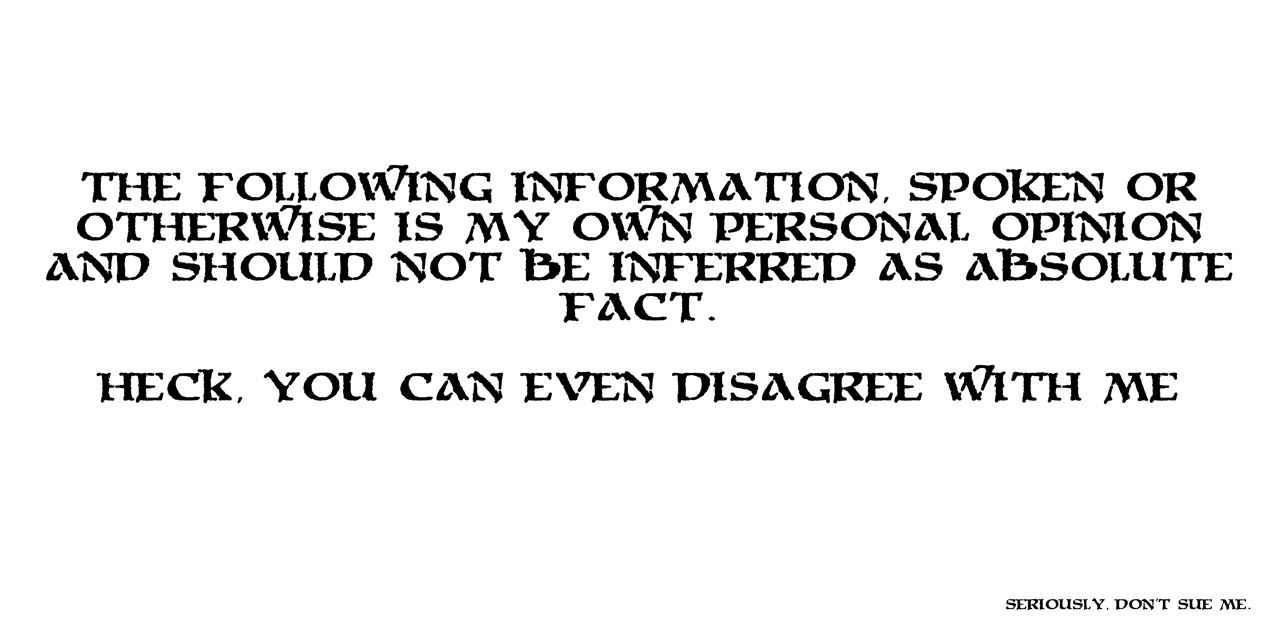 THE FOLLOWING INFORMATION, SPOKEN OR
OTHERWISE IS MY OWN PERSONAL OPINION
AND SHOULD NOT BE INFERRED AS ABSOLUTE
FACT.
HECK, YOU CAN EVEN DISAGREE WITH ME
SERIOUSLY, DON'T SUE ME.